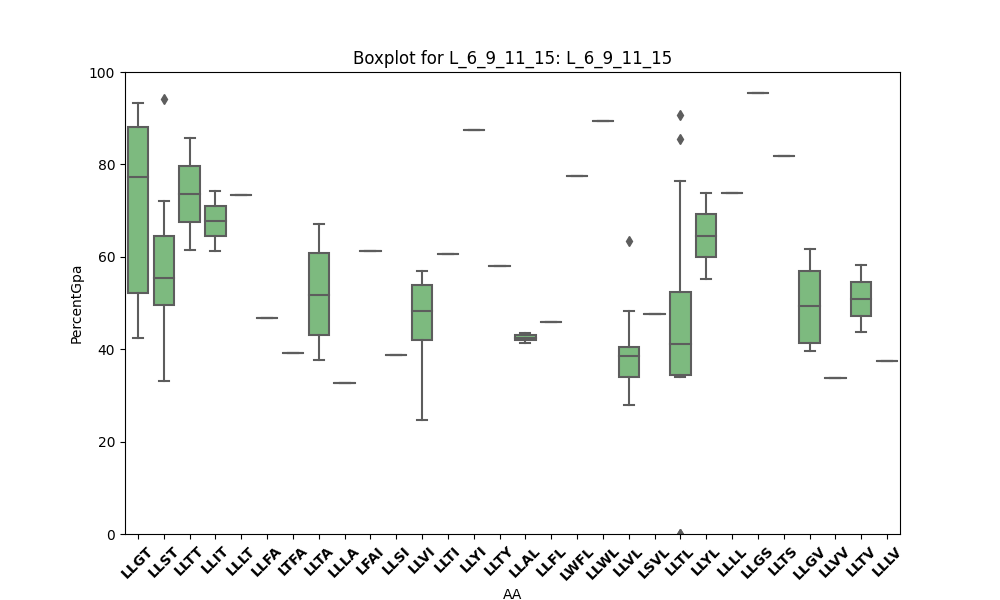 Boxplot for L_6_9_11_15: L_6_9_11_15
PercentGpa
100
80
60
40
20
0
LLGT LLST LLTT LLIT LLLT LLFA LTFA LLTA LLLA LFAI LLSI LLVI LLTI LLYI LLTY LLAL LLFL LWFL LLWL LLVL LSVL LLTL LLYL LLLL LLGS LLTS LLGV LLVV LLTV LLLV
AA